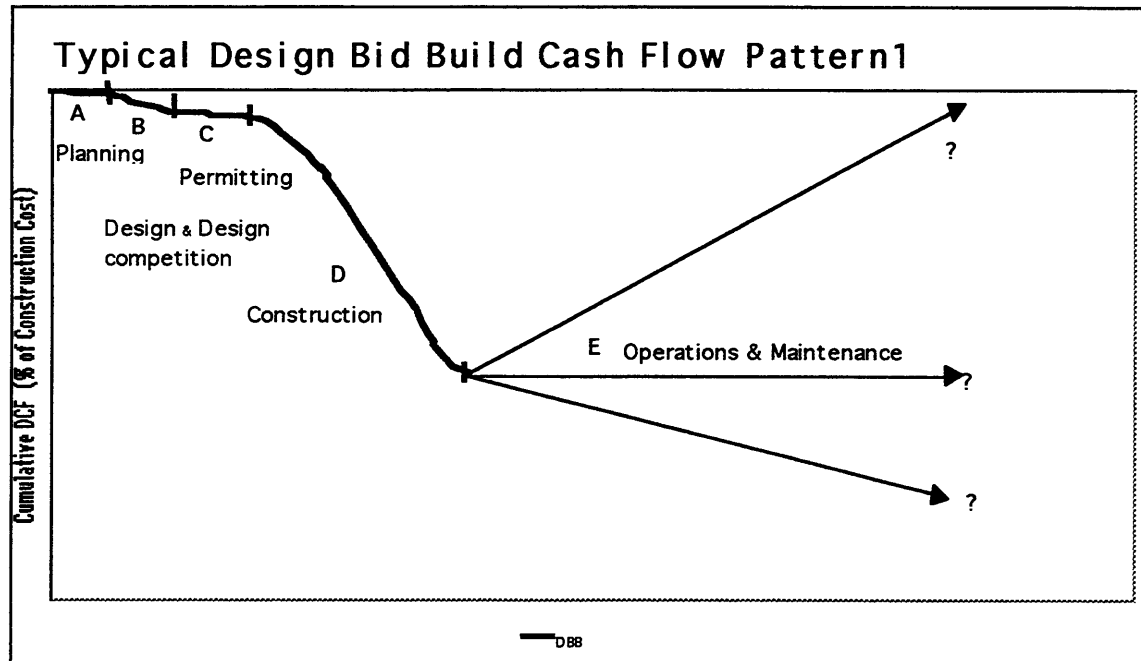 Typical Design Bid Build Cash Flow Pattern1
A
B
C
Planning
Permitting
Design & Design
competition
D
Construction
E
Operations & Maintenance
?
?
?
Cumulative DCF (% of Construction Cost)
DBB